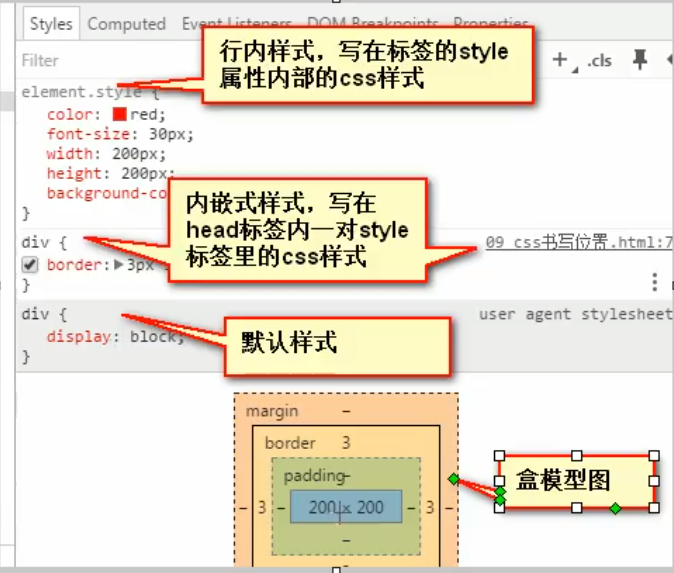 Styles Computed Event Listeners DOM Breakpoints Properties
Filter
.cls
行内样式，写在标签的style
属性内部的css样式
element.style {
color: red;
font-size: 30px;
width: 200px;
height: 200px;
background-co
}
内嵌式样式，写在
head标签内一对style
标签里的css样式
div {
09 css书写位置.html:7
border: 3px
}
div {
user agent stylesheet
display: block;
}
默认样式
margin –
border 3
padding –
– 3 – 200 x 200 – 3 –
–
盒模型图